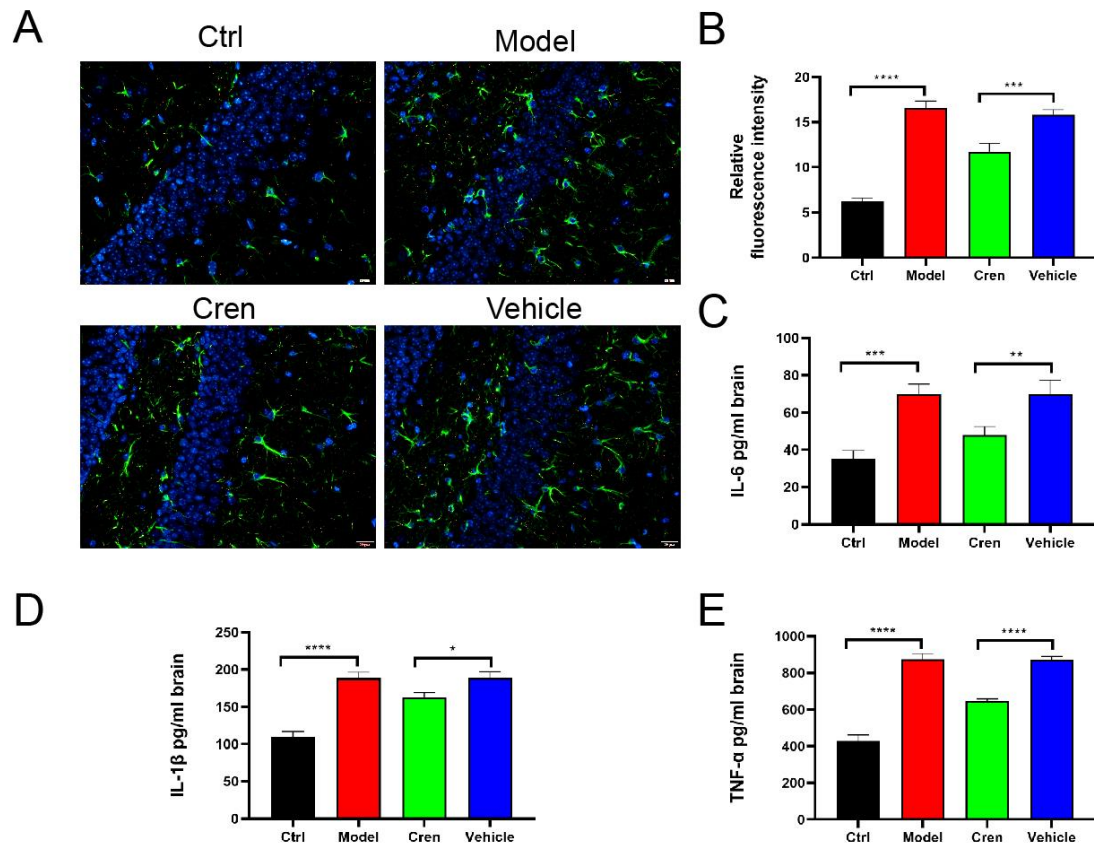 A
Ctrl
Model
Cren
Vehicle
B
Relative
fluorescence intensity
20
15
10
5
0
****
***
Ctrl
Model
Cren
Vehicle
C
IL-6 pg/ml brain
80
60
40
20
0
***
**
Ctrl
Model
Cren
Vehicle
D
IL-1β pg/ml brain
250
200
150
100
50
0
****
*
Ctrl
Model
Cren
Vehicle
E
TNF-α pg/ml brain
1000
800
600
400
200
0
****
****
Ctrl
Model
Cren
Vehicle